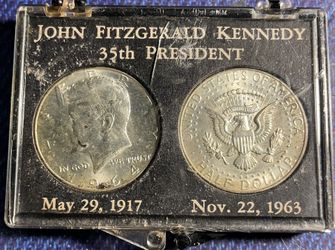 JOHN FITZGERALD KENNEDY
35th PRESIDENT
LIBERTY
IN GOD WE TRUST
1964
UNITED STATES OF AMERICA
HALF DOLLAR
May 29, 1917
Nov. 22, 1963